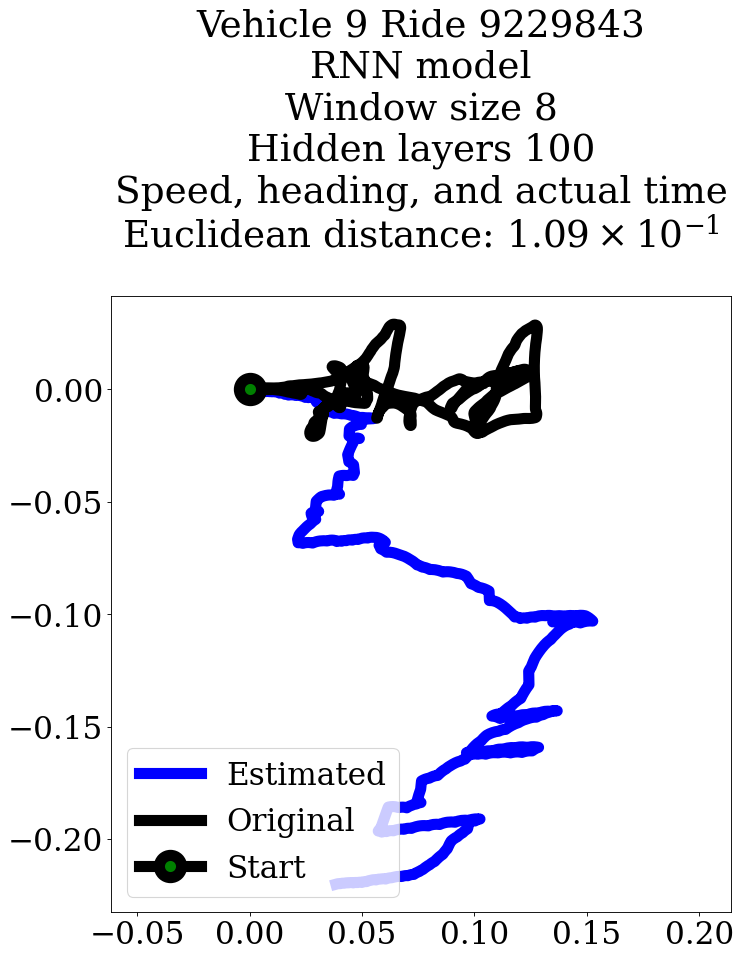 Vehicle 9 Ride 9229843
RNN model
Window size 8
Hidden layers 100
Speed, heading, and actual time
Euclidean distance: 1.09 × 10⁻¹
0.00
−0.05
−0.10
−0.15
−0.20
Estimated
Original
Start
−0.05 0.00 0.05 0.10 0.15 0.20